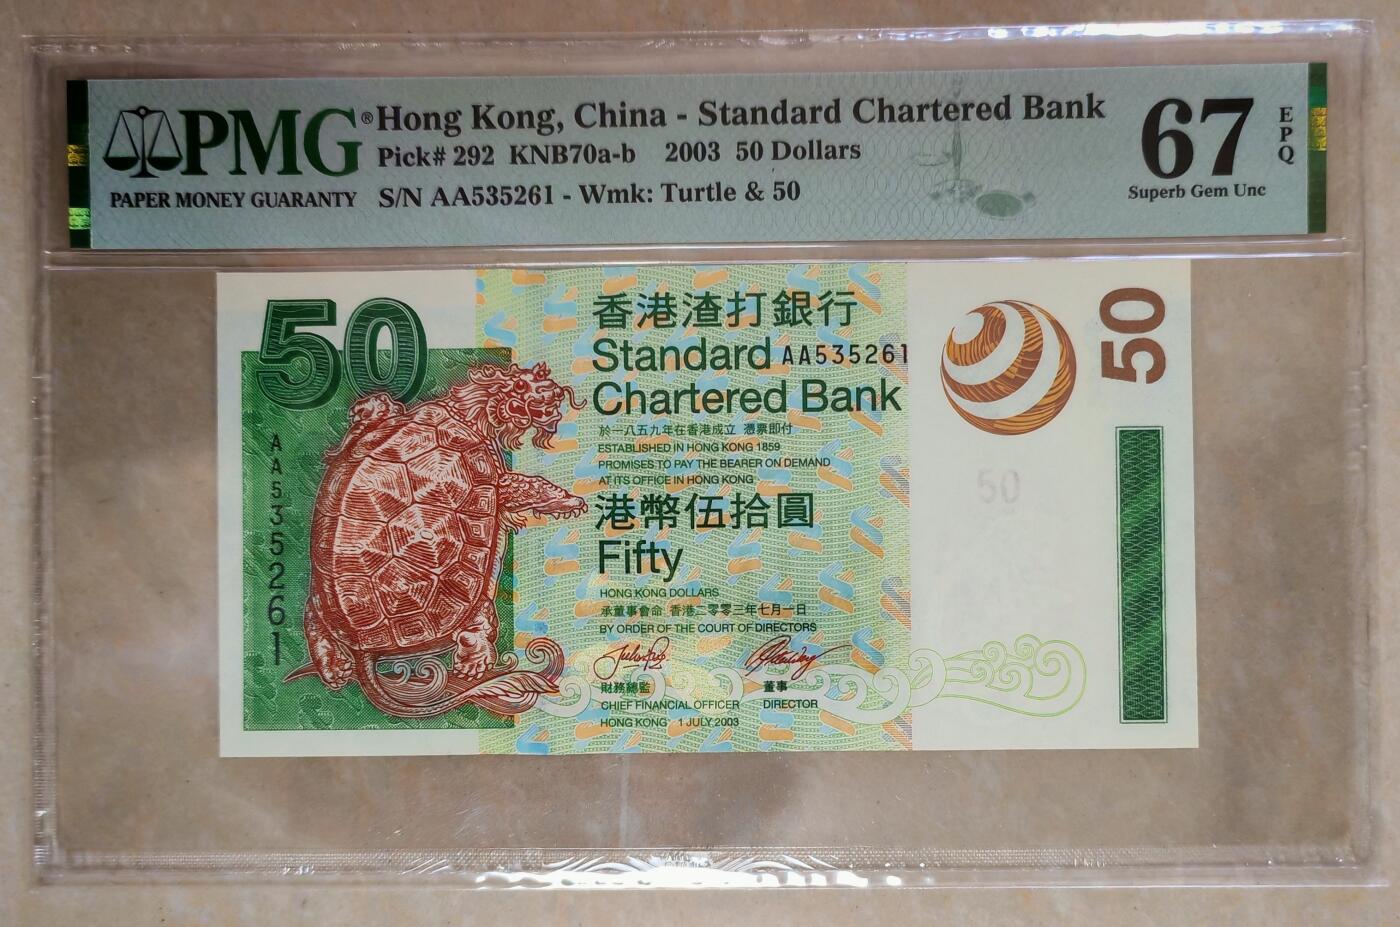 PMG®
PAPER MONEY GUARANTY
Hong Kong, China - Standard Chartered Bank
Pick# 292 KNB70a-b 2003 50 Dollars
S/N AA535261 - Wmk: Turtle & 50
67
EPQ
Superb Gem Unc
50
AA535261
香港渣打銀行
Standard AA535261
Chartered Bank
於一八五九年在香港成立 憑票即付
ESTABLISHED IN HONG KONG 1859
PROMISES TO PAY THE BEARER ON DEMAND
AT ITS OFFICE IN HONG KONG
港幣伍拾圓
Fifty
HONG KONG DOLLARS
承董事會命 香港二零零三年七月一日
BY ORDER OF THE COURT OF DIRECTORS
財務總監 董事
CHIEF FINANCIAL OFFICER DIRECTOR
HONG KONG 1 JULY 2003
50
50